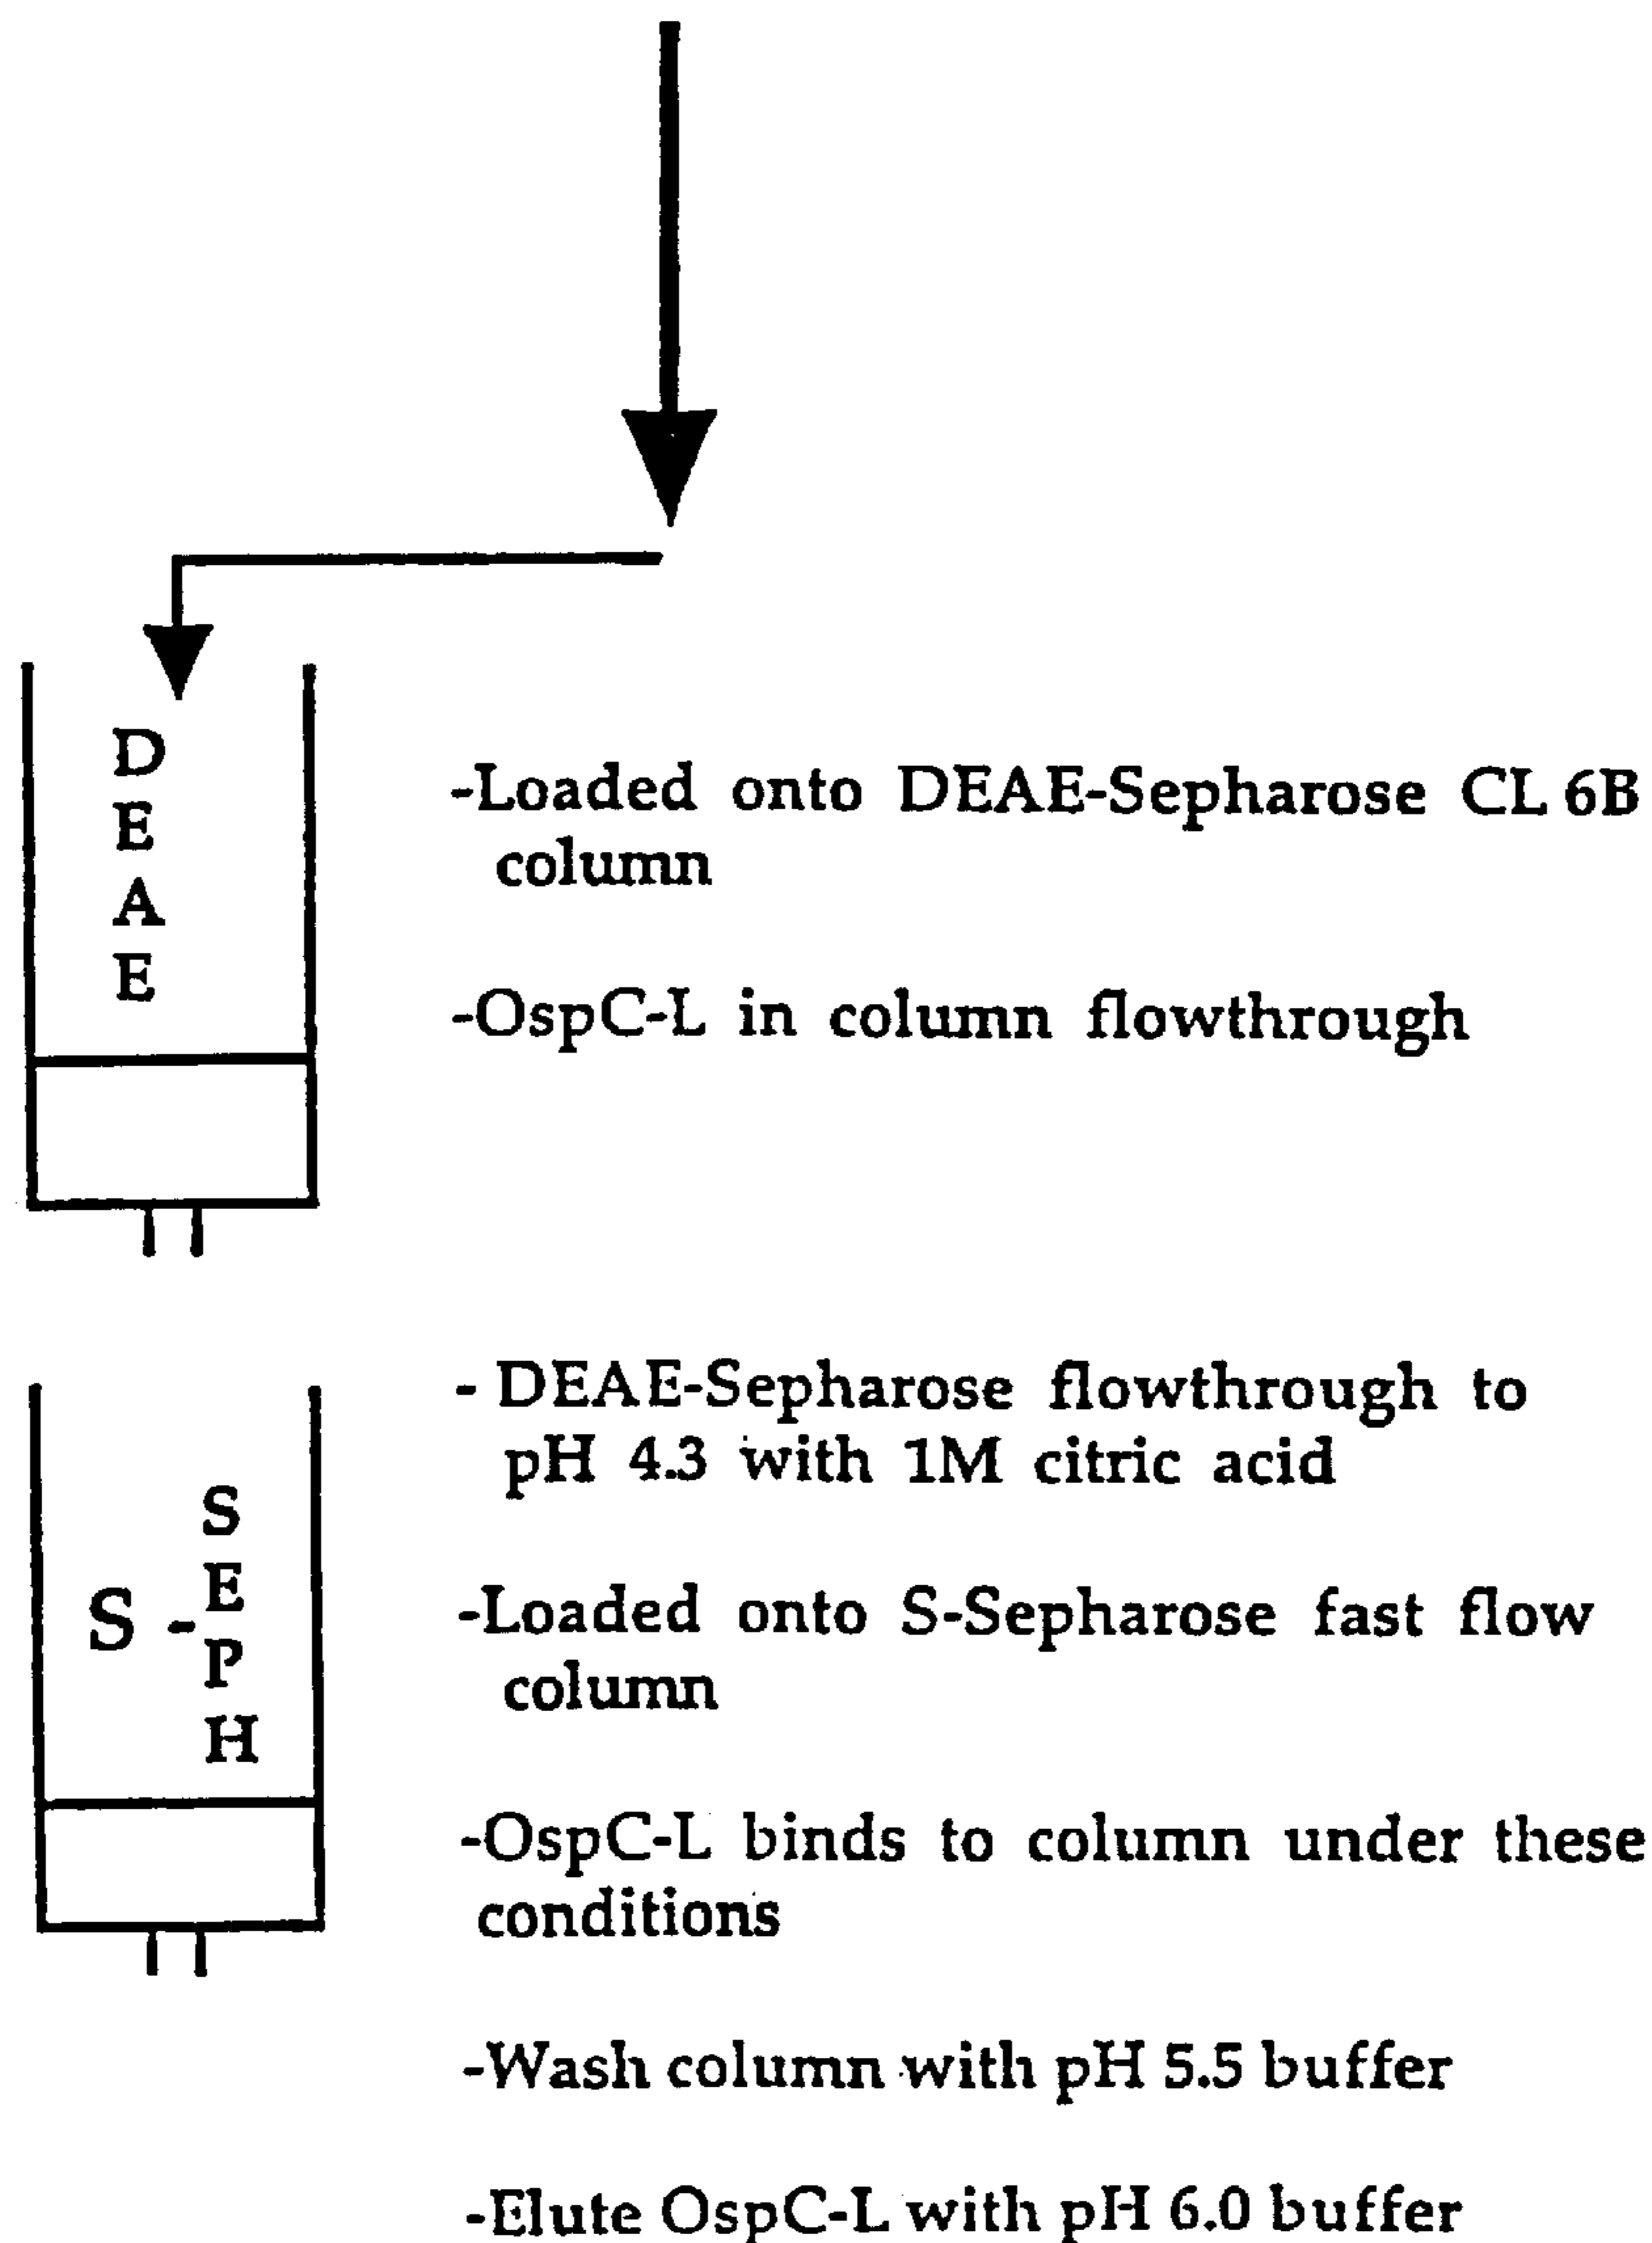 D
E
A
E
-Loaded onto DEAE-Sepharose CL 6B
column
-OspC-L in column flowthrough
S -
S
E
P
H
- DEAE-Sepharose flowthrough to
pH 4.3 with 1M citric acid
-Loaded onto S-Sepharose fast flow
column
-OspC-L binds to column under these
conditions
-Wash column with pH 5.5 buffer
-Elute OspC-L with pH 6.0 buffer